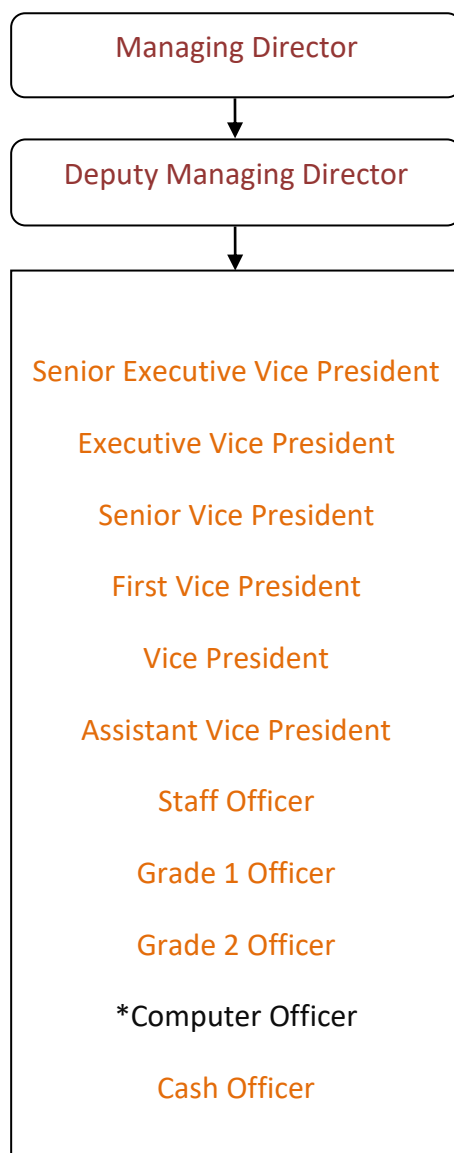 Managing Director
Deputy Managing Director
Senior Executive Vice President
Executive Vice President
Senior Vice President
First Vice President
Vice President
Assistant Vice President
Staff Officer
Grade 1 Officer
Grade 2 Officer
*Computer Officer
Cash Officer